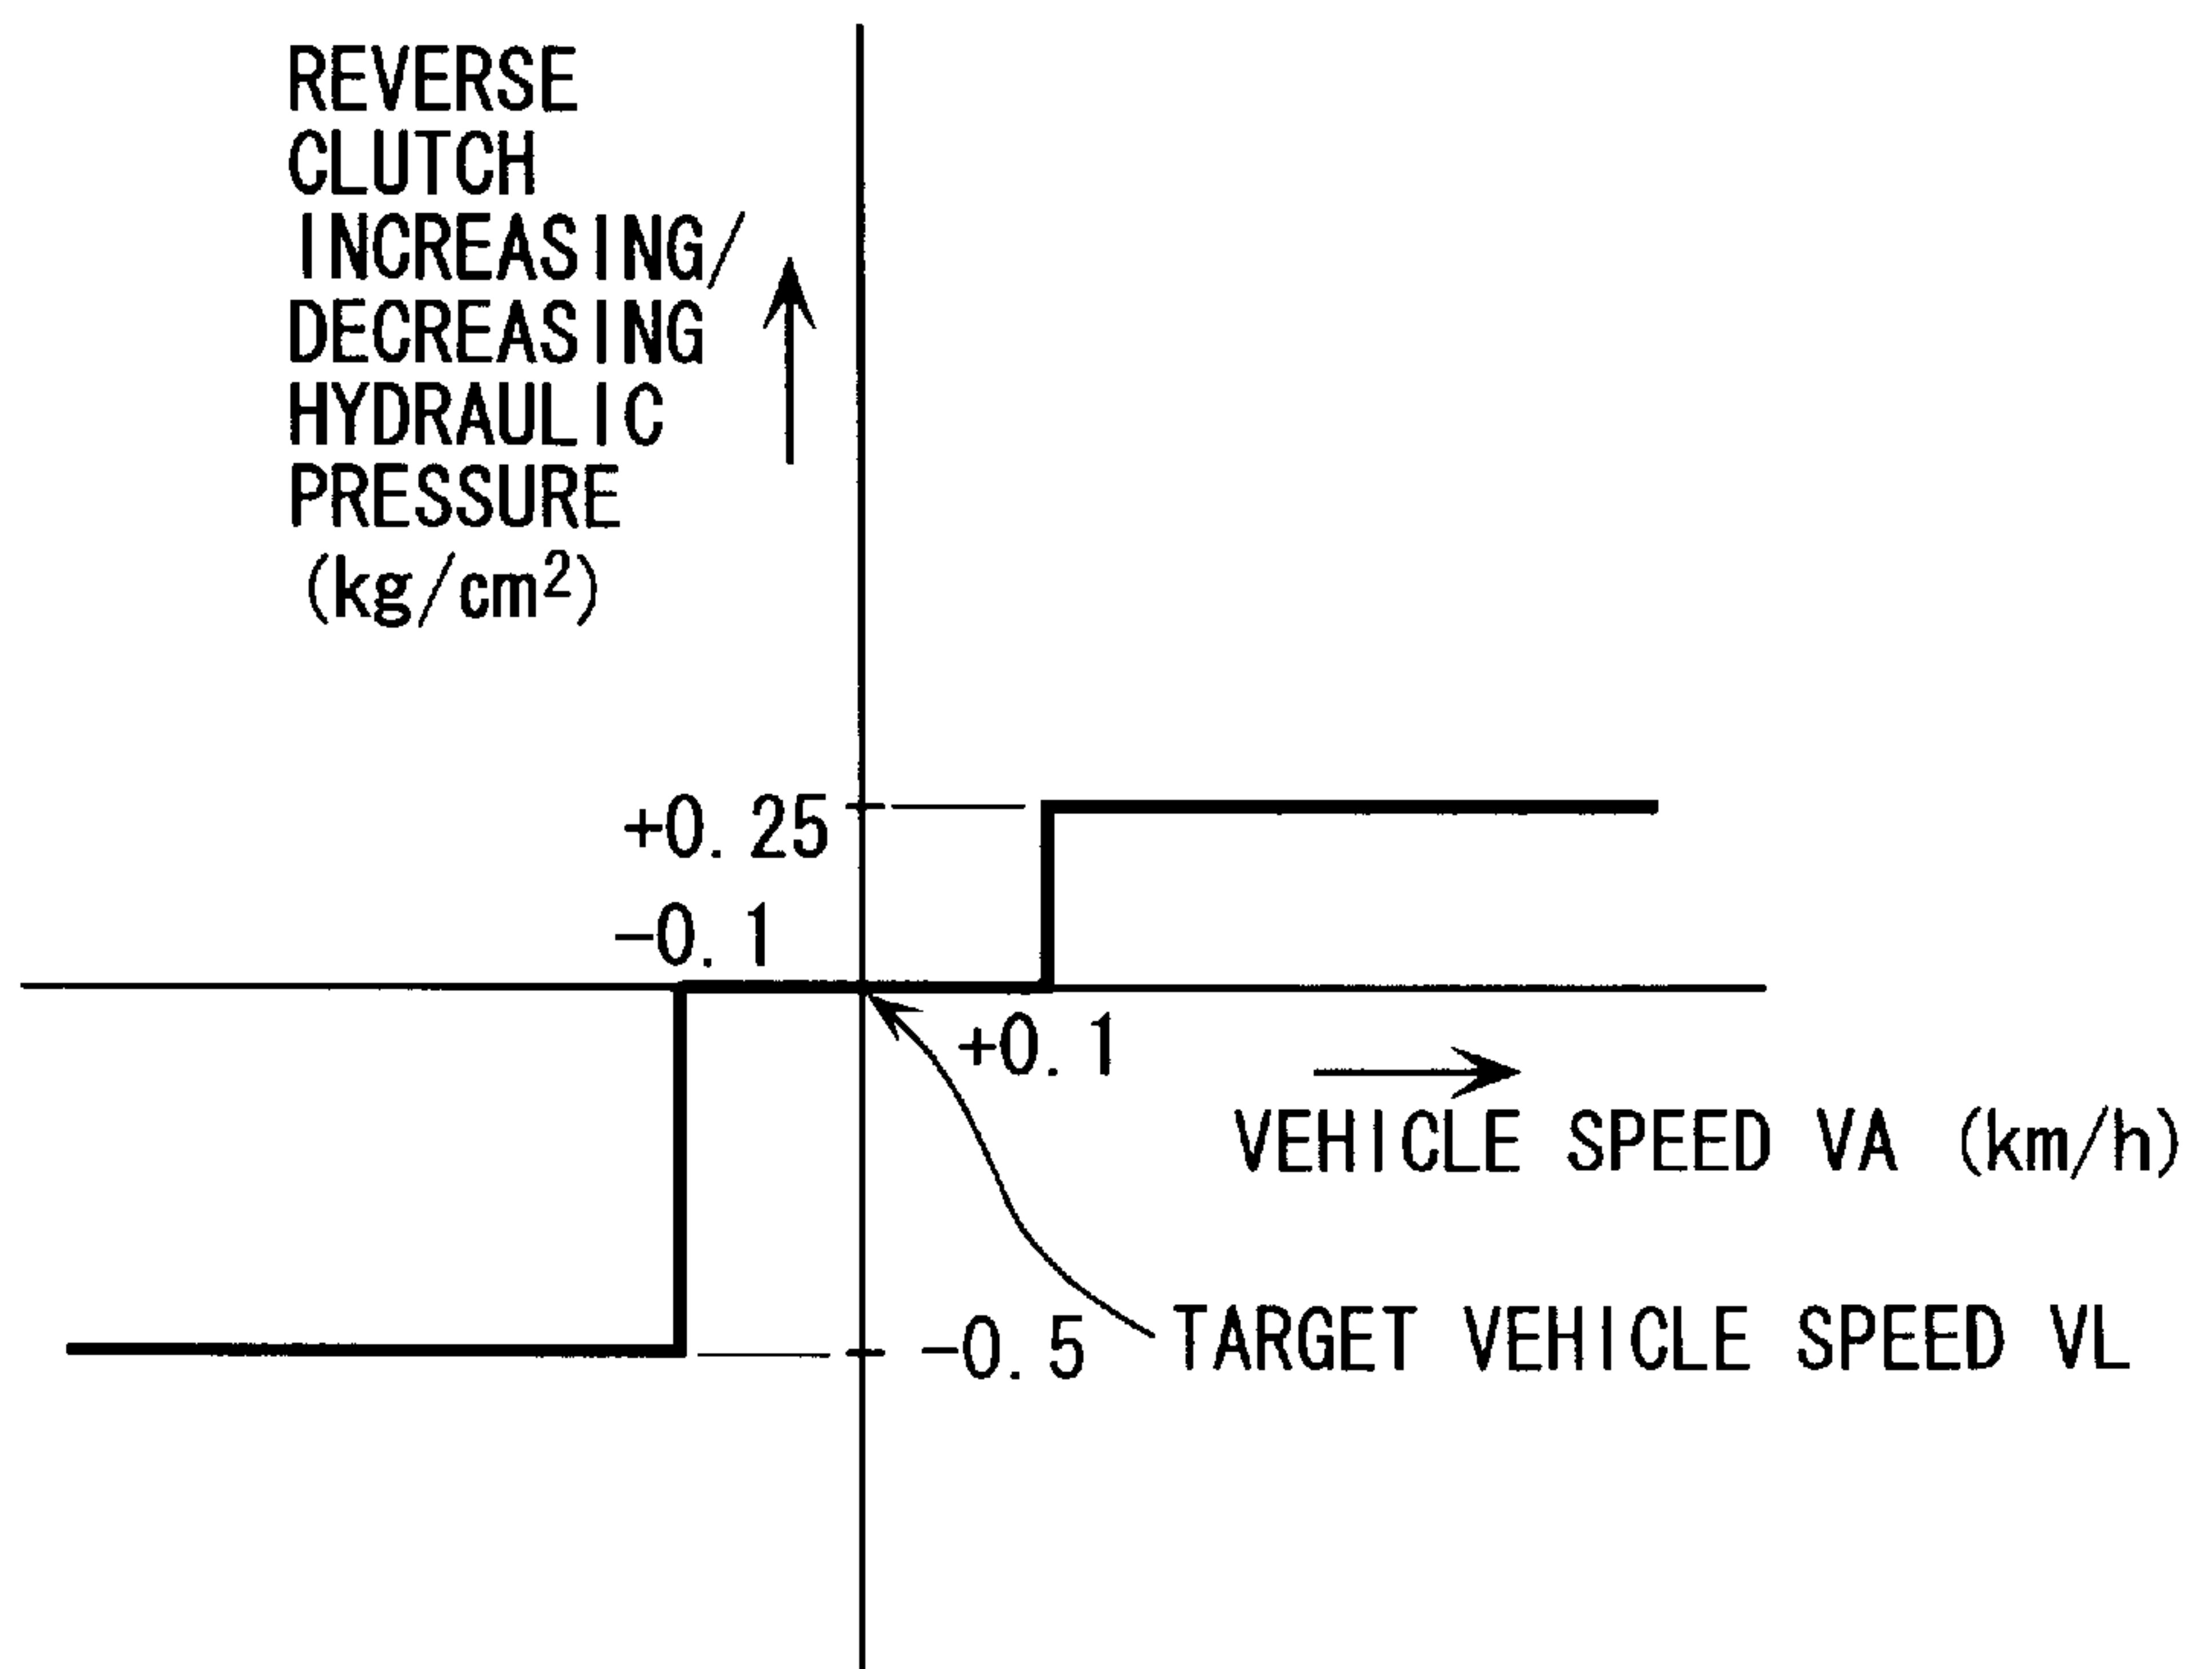 REVERSE
CLUTCH
INCREASING/
DECREASING
HYDRAULIC
PRESSURE
(kg/cm²)
+0.25
-0.1
+0.1
VEHICLE SPEED VA (km/h)
-0.5
TARGET VEHICLE SPEED VL